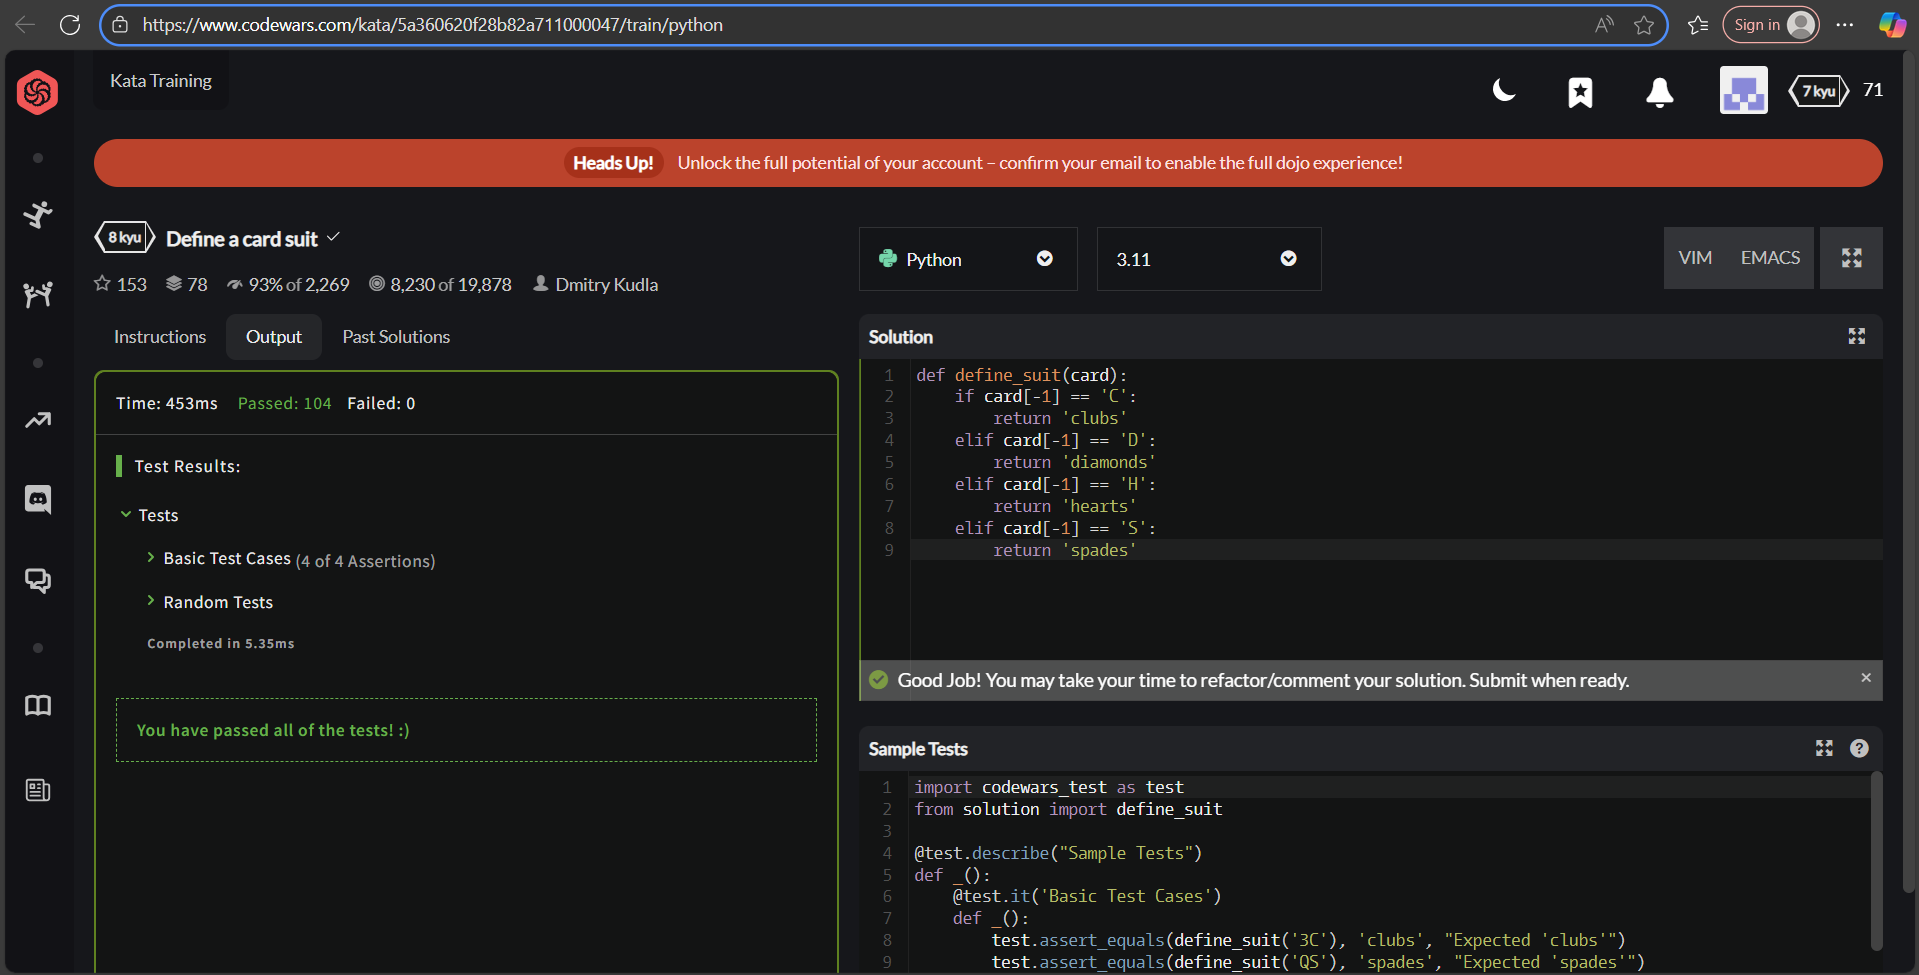 https://www.codewars.com/kata/5a360620f28b82a711000047/train/python
Sign in
Kata Training
7 kyu
71
Heads Up! Unlock the full potential of your account – confirm your email to enable the full dojo experience!
8 kyu
Define a card suit
153
78
93% of 2,269
8,230 of 19,878
Dmitry Kudla
Python
3.11
VIM
EMACS
Instructions
Output
Past Solutions
Time: 453ms Passed: 104 Failed: 0
Test Results:
Tests
Basic Test Cases (4 of 4 Assertions)
Random Tests
Completed in 5.35ms
You have passed all of the tests! :)
Solution
1 def define_suit(card):
2     if card[-1] == 'C':
3         return 'clubs'
4     elif card[-1] == 'D':
5         return 'diamonds'
6     elif card[-1] == 'H':
7         return 'hearts'
8     elif card[-1] == 'S':
9         return 'spades'
Good Job! You may take your time to refactor/comment your solution. Submit when ready.
Sample Tests
1 import codewars_test as test
2 from solution import define_suit
3
4 @test.describe("Sample Tests")
5 def _():
6     @test.it('Basic Test Cases')
7     def _():
8         test.assert_equals(define_suit('3C'), 'clubs', "Expected 'clubs'")
9         test.assert_equals(define_suit('QS'), 'spades', "Expected 'spades'")